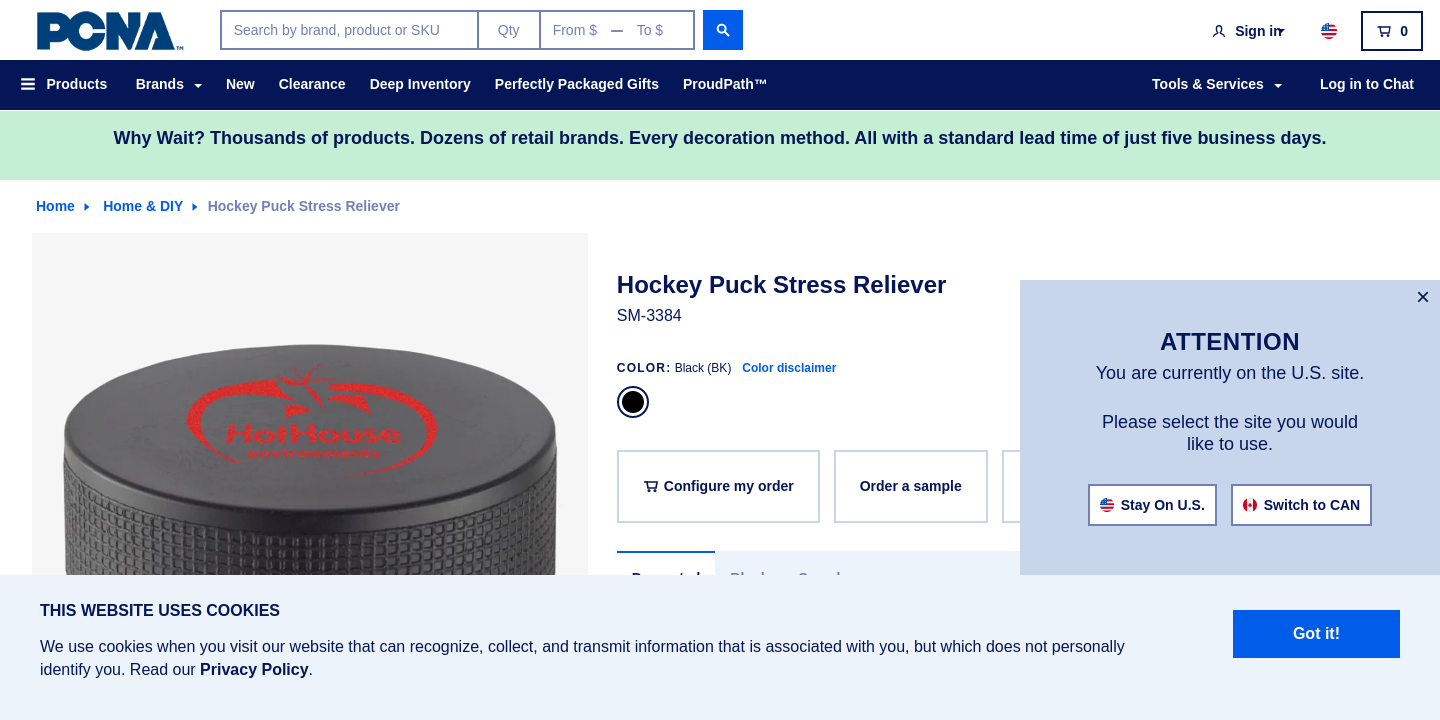 PCNA™
Search by brand, product or SKU
Qty
From $ — To $
Sign in
0
Products
Brands
New
Clearance
Deep Inventory
Perfectly Packaged Gifts
ProudPath™
Tools & Services
Log in to Chat
Why Wait? Thousands of products. Dozens of retail brands. Every decoration method. All with a standard lead time of just five business days.
Home
Home & DIY
Hockey Puck Stress Reliever
HotHouse
environments
Hockey Puck Stress Reliever
SM-3384
COLOR: Black (BK) Color disclaimer
Configure my order
Order a sample
×
ATTENTION
You are currently on the U.S. site.
Please select the site you would
like to use.
Stay On U.S.
Switch to CAN
THIS WEBSITE USES COOKIES
We use cookies when you visit our website that can recognize, collect, and transmit information that is associated with you, but which does not personally
identify you. Read our Privacy Policy.
Got it!